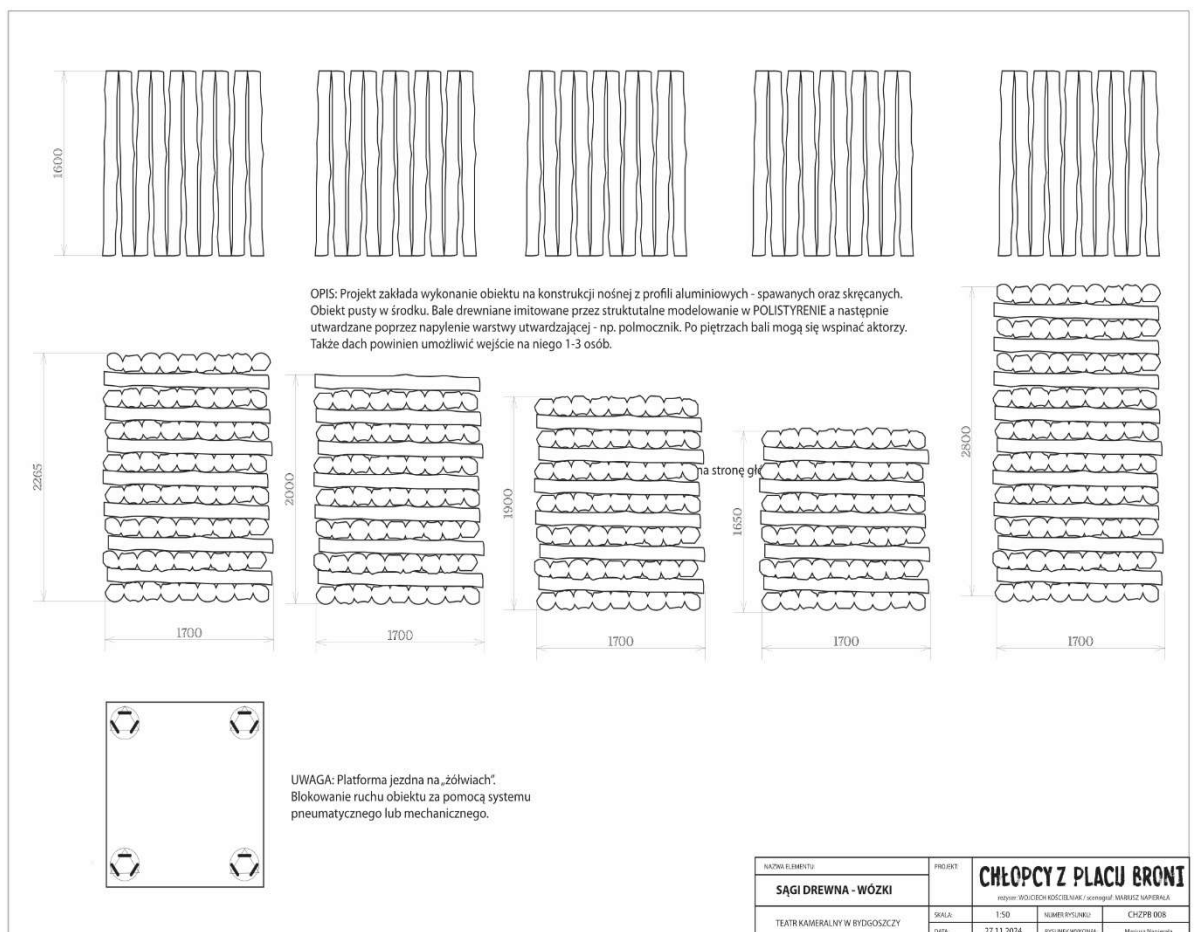 1600
OPIS: Projekt zakłada wykonanie obiektu na konstrukcji nośnej z profili aluminiowych - spawanych oraz skręcanych.
Obiekt pusty w środku. Bale drewniane imitowane przez struktutalne modelowanie w POLISTYRENIE a następnie
utwardzane poprzez napylenie warstwy utwardzającej - np. polmocznik. Po piętrzach bali mogą się wspinać aktorzy.
Także dach powinien umożliwić wejście na niego 1-3 osób.
2265
2000
1900
1650
2800
na stronę
1700
1700
1700
1700
1700
UWAGA: Platforma jezdna na „żółwiach”.
Blokowanie ruchu obiektu za pomocą systemu
pneumatycznego lub mechanicznego.
NAZWA ELEMENTU:
SĄGI DREWNA - WÓZKI
TEATR KAMERALNY W BYDGOSZCZY
PROJEKT:
CHŁOPCY Z PLACU BRONI
reżyser: WOJCIECH KOŚCIELNIAK / scenograf: MARIUSZ NAPIERAŁA
SKALA: 1:50 NUMER RYSUNKU: CHZPB 008
DATA: 27.11.2024 Mariusz Napierała